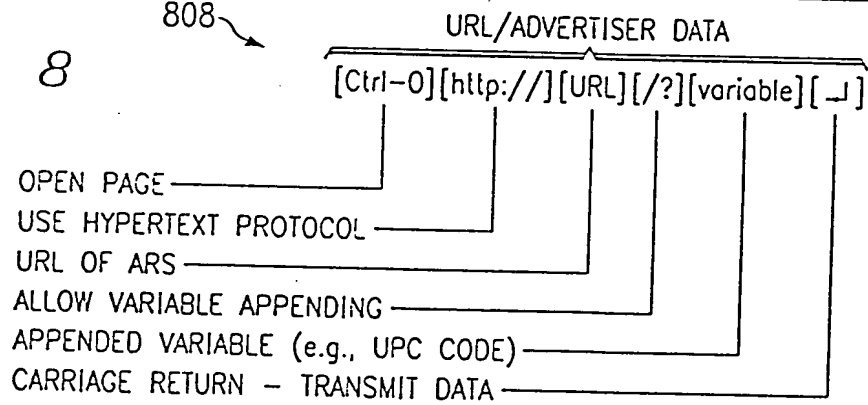 808
URL/ADVERTISER DATA
8
[Ctrl-O][http://][URL][/?][variable][↵]
OPEN PAGE
USE HYPERTEXT PROTOCOL
URL OF ARS
ALLOW VARIABLE APPENDING
APPENDED VARIABLE (e.g., UPC CODE)
CARRIAGE RETURN – TRANSMIT DATA